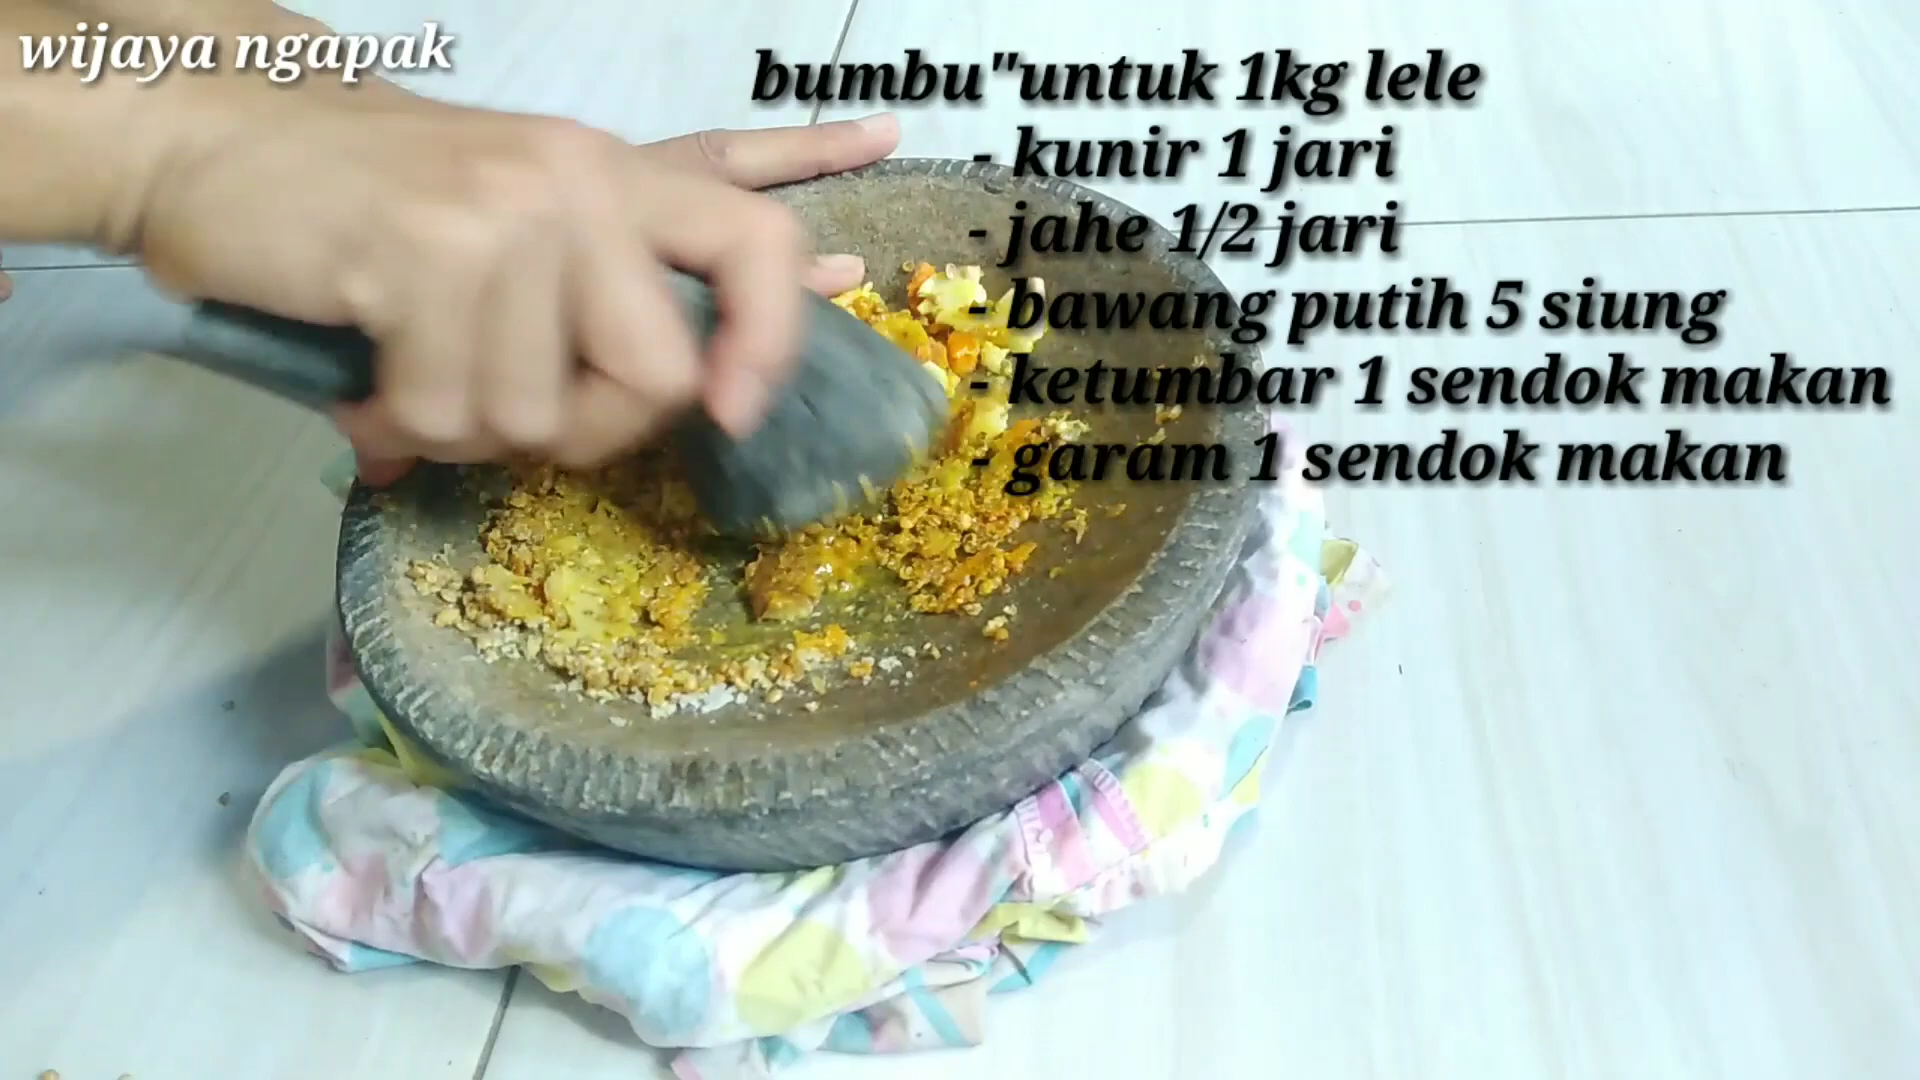 wijaya ngapak
bumbu"untuk 1kg lele
- kunir 1 jari
- jahe 1/2 jari
- bawang putih 5 siung
- ketumbar 1 sendok makan
- garam 1 sendok makan